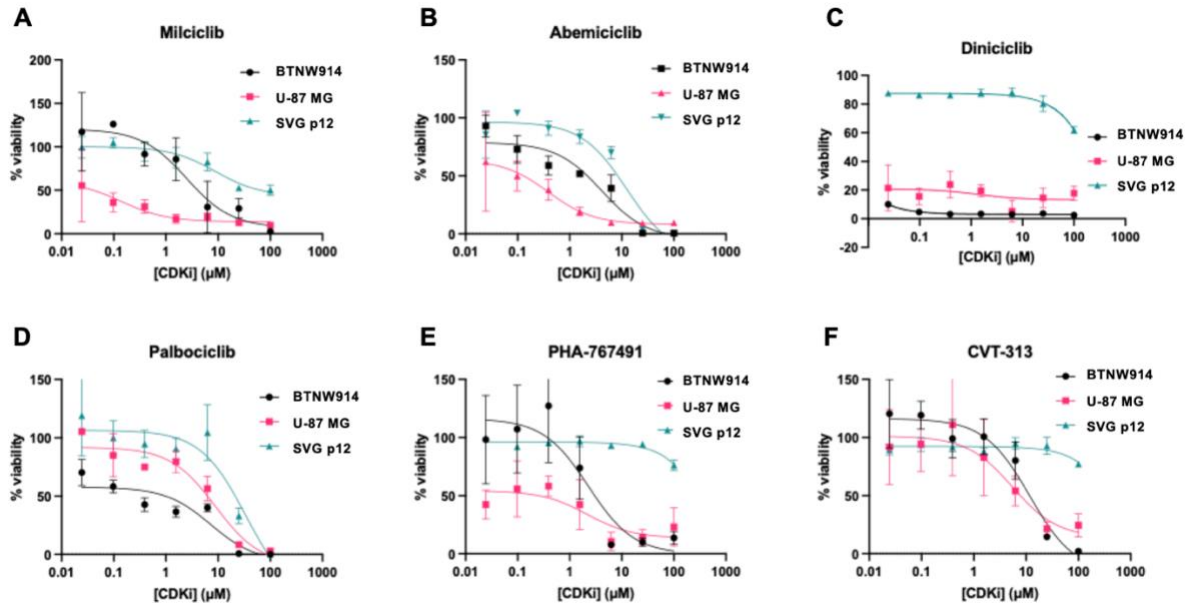 A
Milciclib
% viability
200
150
100
50
0
0.01 0.1 1 10 100 1000
[CDKi] (µM)
BTNW914
U-87 MG
SVG p12
B
Abemiciclib
% viability
150
100
50
0
0.01 0.1 1 10 100 1000
[CDKi] (µM)
BTNW914
U-87 MG
SVG p12
C
Diniciclib
% viability
100
80
60
40
20
0
-20
0.1 1 10 100 1000
[CDKi] (µM)
BTNW914
U-87 MG
SVG p12
D
Palbociclib
% viability
150
100
50
0
0.01 0.1 1 10 100 1000
[CDKi] (µM)
BTNW914
U-87 MG
SVG p12
E
PHA-767491
% viability
150
100
50
0
0.01 0.1 1 10 100 1000
[CDKi] (µM)
BTNW914
U-87 MG
SVG p12
F
CVT-313
% viability
150
100
50
0
0.01 0.1 1 10 100 1000
[CDKi] (µM)
BTNW914
U-87 MG
SVG p12